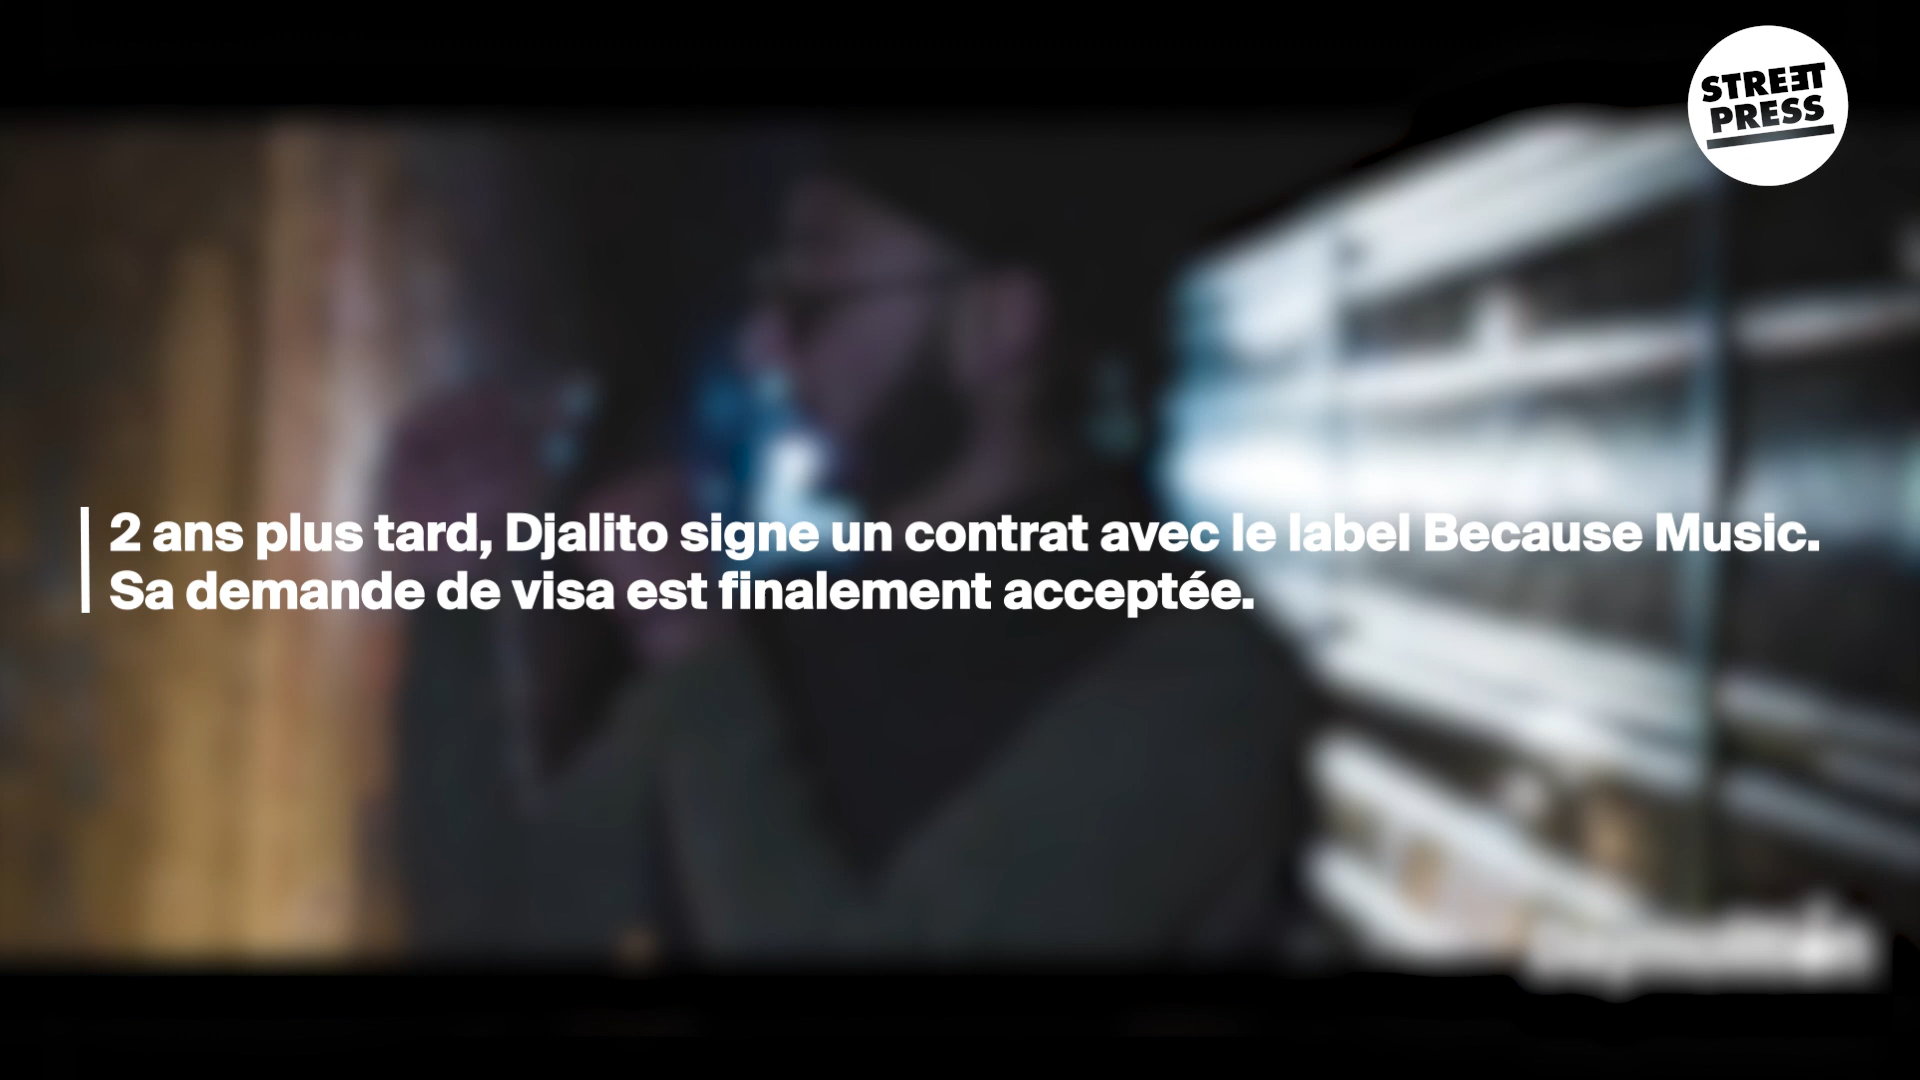 STREET
PRESS
2 ans plus tard, Djalito signe un contrat avec le label Because Music.
Sa demande de visa est finalement acceptée.